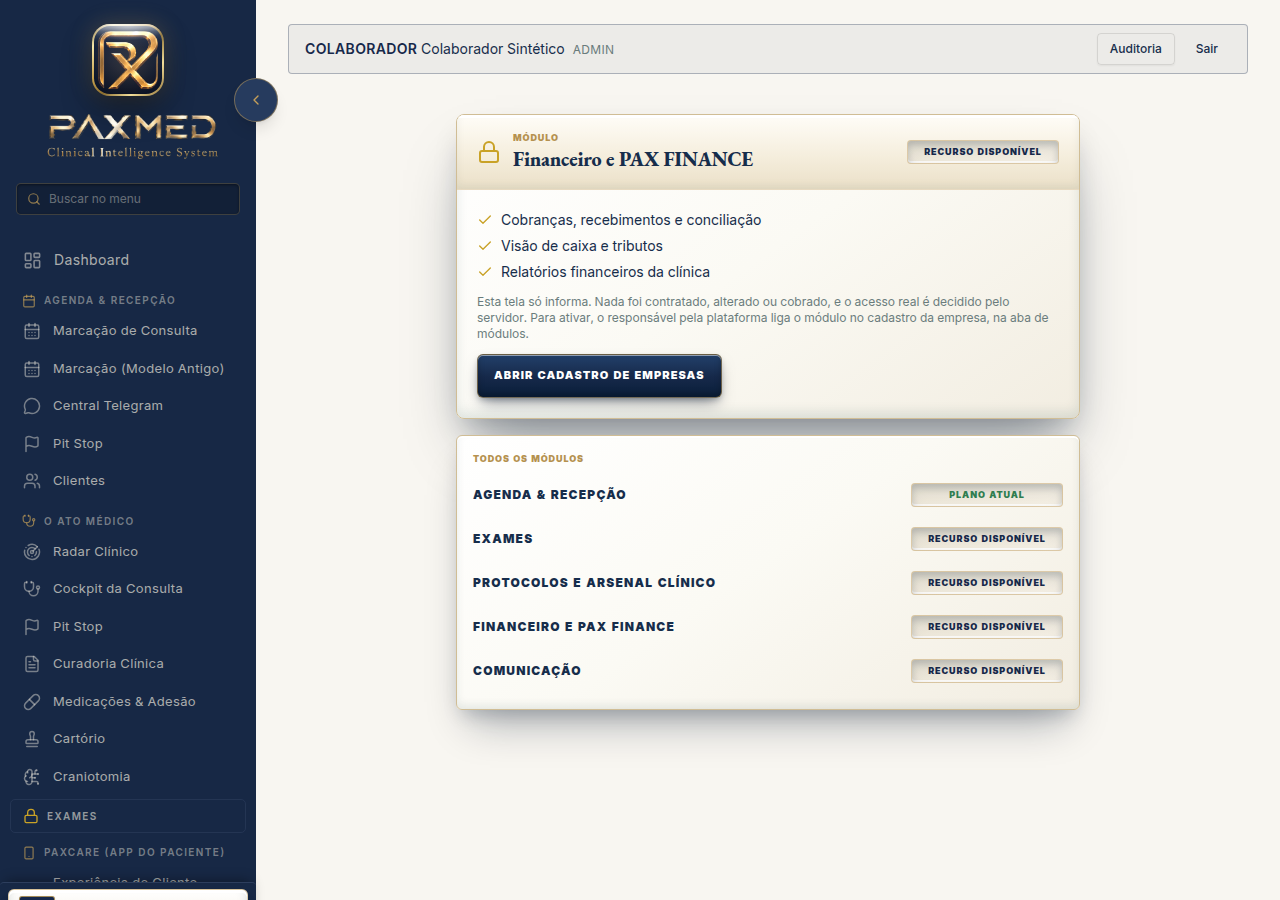 PAXMED
Clinical Intelligence System
Buscar no menu
Dashboard
AGENDA & RECEPÇÃO
Marcação de Consulta
Marcação (Modelo Antigo)
Central Telegram
Pit Stop
Clientes
O ATO MÉDICO
Radar Clínico
Cockpit da Consulta
Pit Stop
Curadoria Clínica
Medicações & Adesão
Cartório
Craniotomia
EXAMES
PAXCARE (APP DO PACIENTE)
Experiência do Cliente
COLABORADOR Colaborador Sintético ADMIN
Auditoria
Sair
MÓDULO
Financeiro e PAX FINANCE
RECURSO DISPONÍVEL
Cobranças, recebimentos e conciliação
Visão de caixa e tributos
Relatórios financeiros da clínica
Esta tela só informa. Nada foi contratado, alterado ou cobrado, e o acesso real é decidido pelo
servidor. Para ativar, o responsável pela plataforma liga o módulo no cadastro da empresa, na aba de
módulos.
ABRIR CADASTRO DE EMPRESAS
TODOS OS MÓDULOS
AGENDA & RECEPÇÃO
PLANO ATUAL
EXAMES
RECURSO DISPONÍVEL
PROTOCOLOS E ARSENAL CLÍNICO
RECURSO DISPONÍVEL
FINANCEIRO E PAX FINANCE
RECURSO DISPONÍVEL
COMUNICAÇÃO
RECURSO DISPONÍVEL